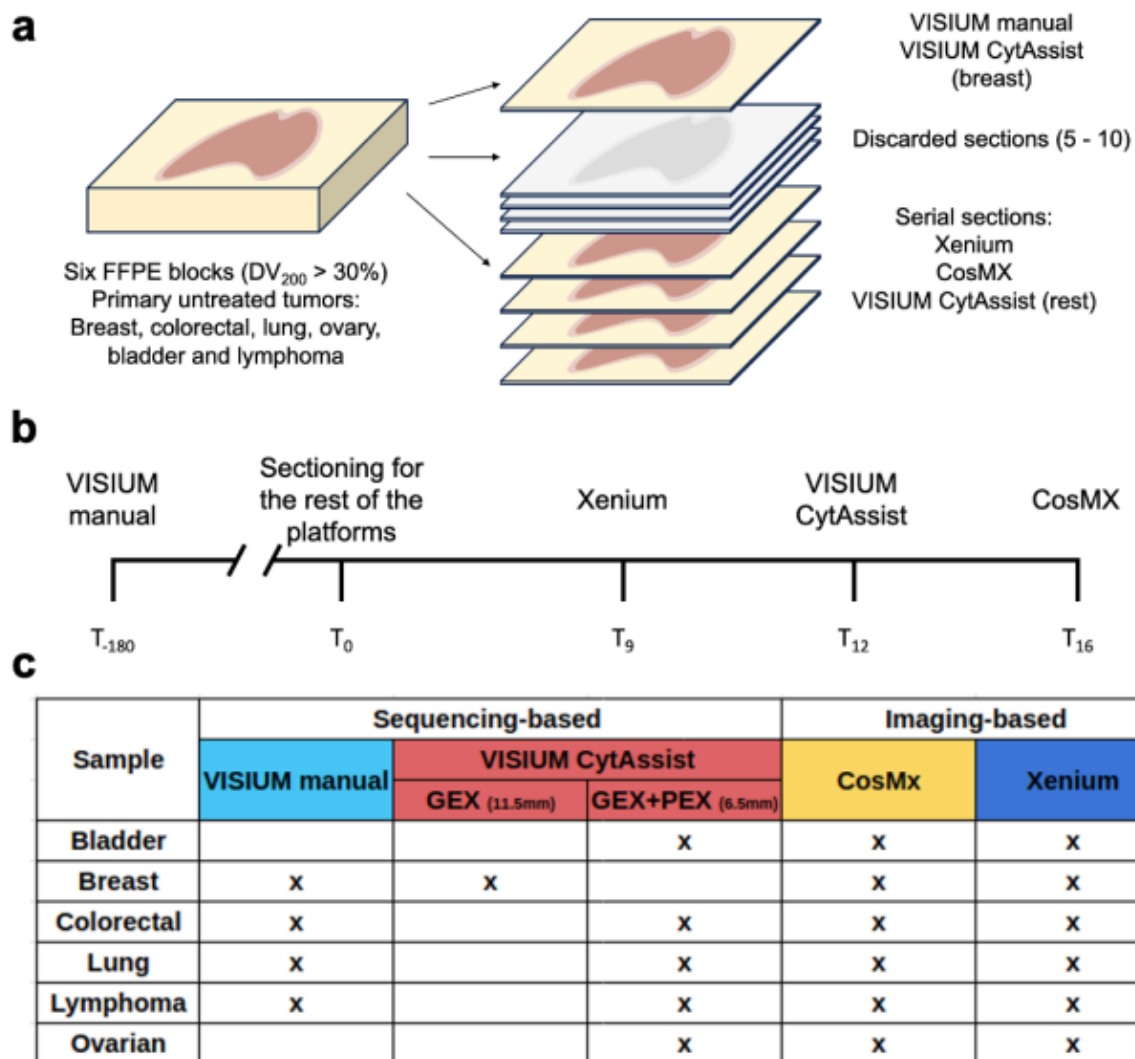 a
VISIUM manual
VISIUM CytAssist
(breast)
Discarded sections (5 - 10)
Serial sections:
Xenium
CosMX
VISIUM CytAssist (rest)
Six FFPE blocks (DV200 > 30%)
Primary untreated tumors:
Breast, colorectal, lung, ovary,
bladder and lymphoma
b
VISIUM
manual
Sectioning for
the rest of the
platforms
Xenium
VISIUM
CytAssist
CosMX
T-180
T0
T9
T12
T16
c
Sample Sequencing-based Imaging-based
VISIUM manual VISIUM CytAssist CosMx Xenium
GEX (11.5mm) GEX+PEX (6.5mm)
Bladder x x x
Breast x x x x
Colorectal x x x x
Lung x x x x
Lymphoma x x x x
Ovarian x x x